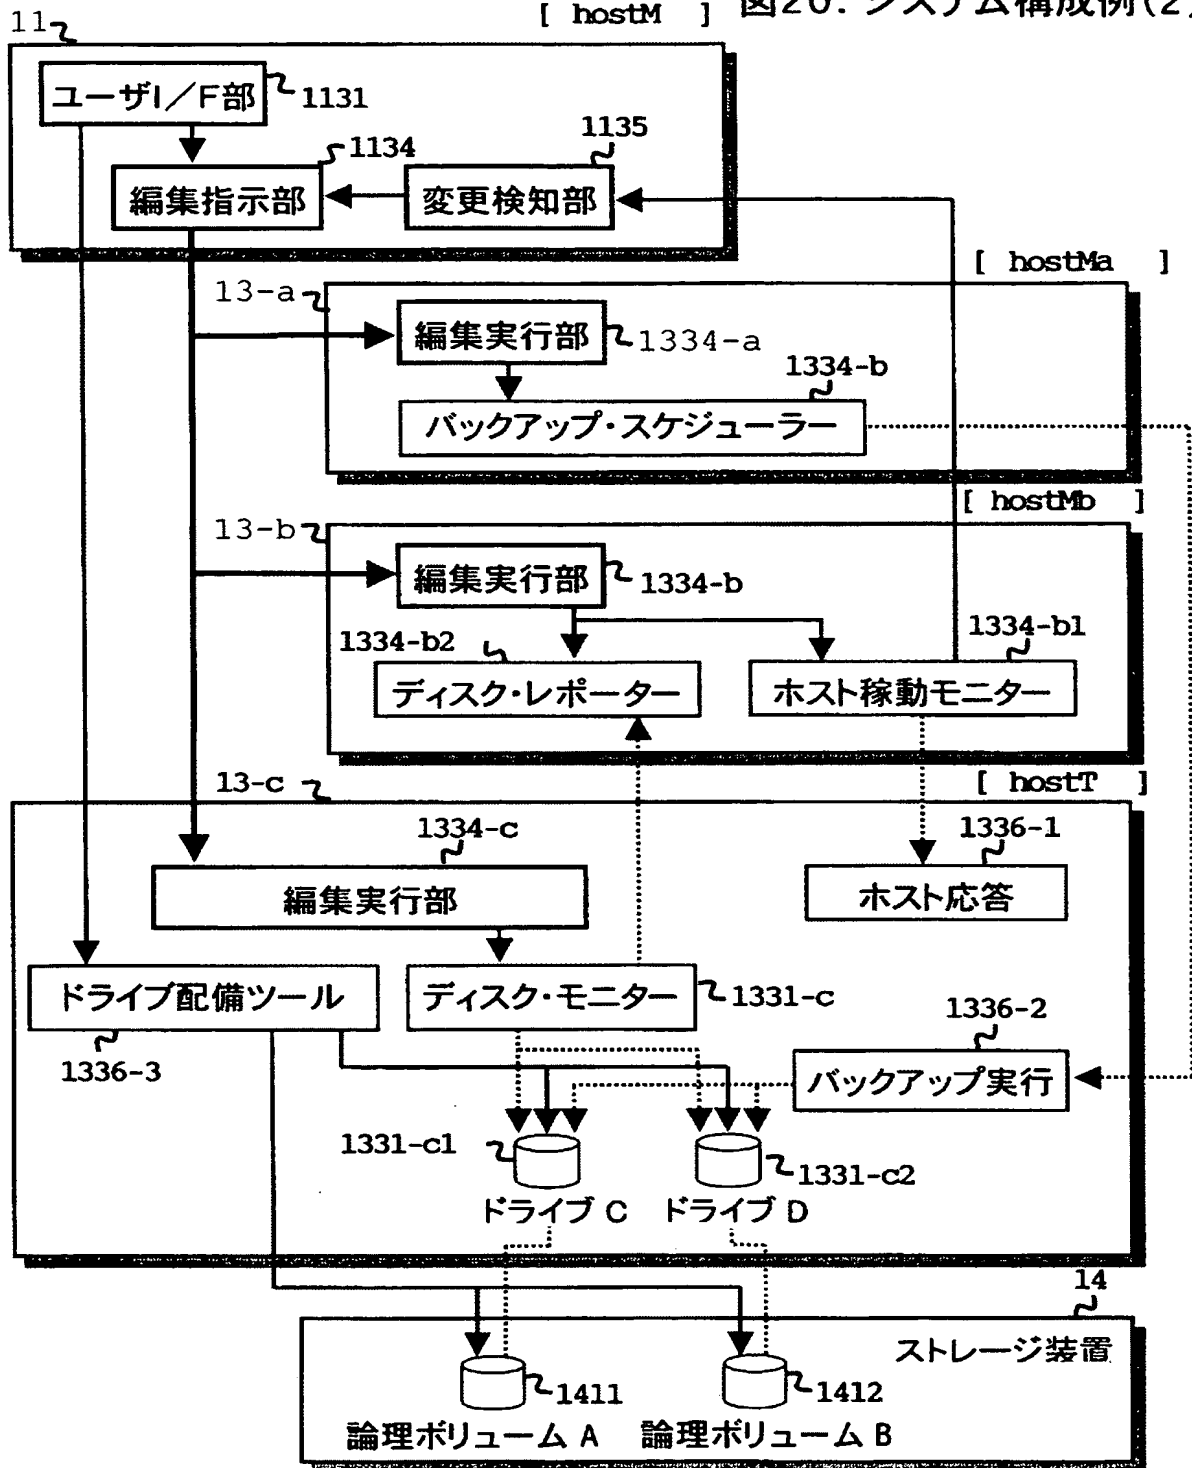 [ hostM ]
図20. システム構成例(2)
11
ユーザI／F部
1131
1134
1135
編集指示部
変更検知部
[ hostMa ]
13-a
編集実行部
1334-a
1334-b
バックアップ・スケジューラー
[ hostMb ]
13-b
編集実行部
1334-b
1334-b2
1334-b1
ディスク・レポーター
ホスト稼動モニター
13-c
[ hostT ]
1334-c
1336-1
編集実行部
ホスト応答
ドライブ配備ツール
ディスク・モニター
1331-c
1336-2
1336-3
バックアップ実行
1331-c1
1331-c2
ドライブ C
ドライブ D
14
ストレージ装置
1411
1412
論理ボリューム A
論理ボリューム B